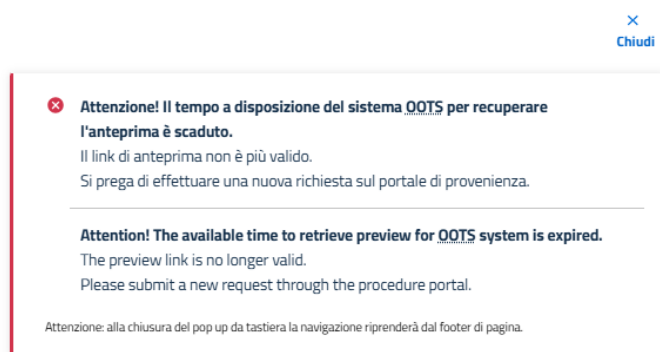 Chiudi
Attenzione! Il tempo a disposizione del sistema OOTS per recuperare
l'anteprima è scaduto.
Il link di anteprima non è più valido.
Si prega di effettuare una nuova richiesta sul portale di provenienza.
Attention! The available time to retrieve preview for OOTS system is expired.
The preview link is no longer valid.
Please submit a new request through the procedure portal.
Attenzione: alla chiusura del pop up da tastiera la navigazione riprenderà dal footer di pagina.